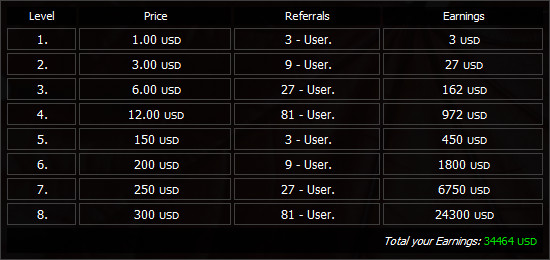 Level Price Referrals Earnings
1. 1.00 USD 3 - User. 3 USD
2. 3.00 USD 9 - User. 27 USD
3. 6.00 USD 27 - User. 162 USD
4. 12.00 USD 81 - User. 972 USD
5. 150 USD 3 - User. 450 USD
6. 200 USD 9 - User. 1800 USD
7. 250 USD 27 - User. 6750 USD
8. 300 USD 81 - User. 24300 USD
Total your Earnings: 34464 USD